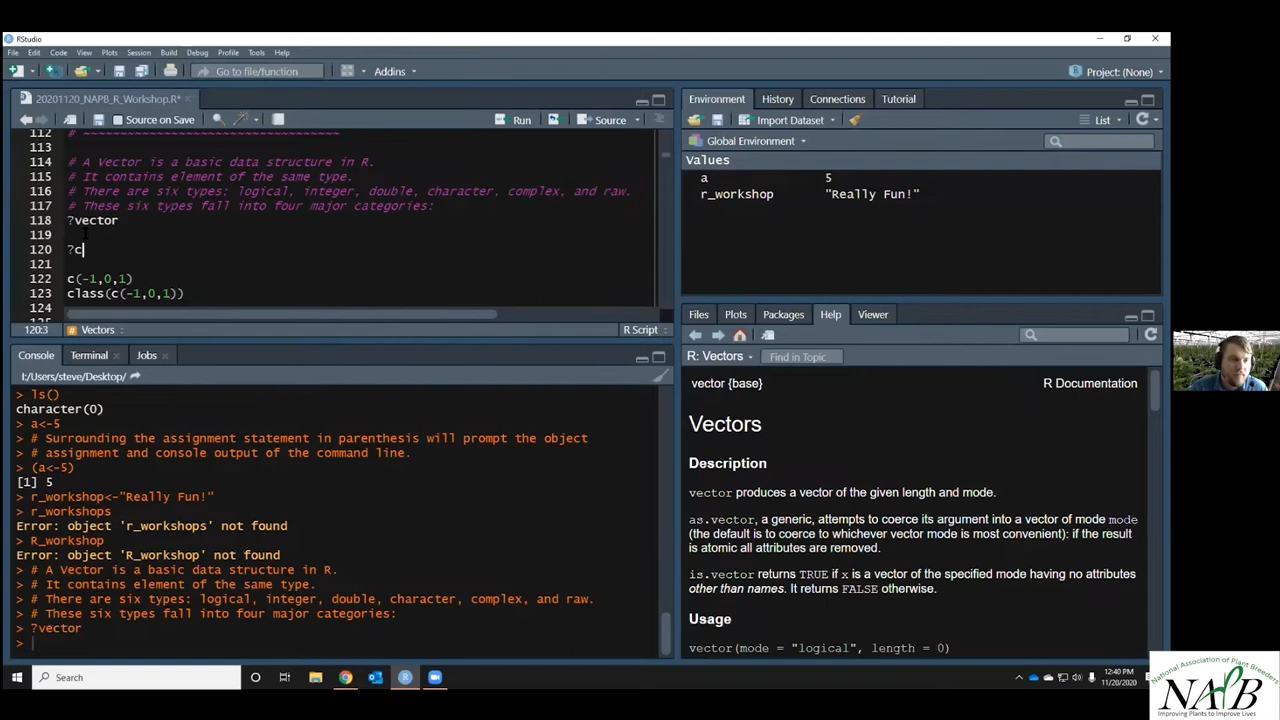 RStudio
File Edit Code View Plots Session Build Debug Profile Tools Help
Go to file/function Addins Project: (None)
20201120_NAPB_R_Workshop.R*
Source on Save Run Source
112 # ~~~~~~~~~~~~~~~~~~~~~~~~~~~~~~~~~~
113
114 # A Vector is a basic data structure in R.
115 # It contains element of the same type.
116 # There are six types: logical, integer, double, character, complex, and raw.
117 # These six types fall into four major categories:
118 ?vector
119
120 ?c
121
122 c(-1,0,1)
123 class(c(-1,0,1))
124
120:3 # Vectors R Script
Console Terminal Jobs
I:/Users/steve/Desktop/
> ls()
character(0)
> a<-5
> # Surrounding the assignment statement in parenthesis will prompt the object
> # assignment and console output of the command line.
> (a<-5)
[1] 5
> r_workshop<-"Really Fun!"
> r_workshops
Error: object 'r_workshops' not found
> R_workshop
Error: object 'R_workshop' not found
> # A Vector is a basic data structure in R.
> # It contains element of the same type.
> # There are six types: logical, integer, double, character, complex, and raw.
> # These six types fall into four major categories:
> ?vector
>
Environment History Connections Tutorial
Import Dataset List
Global Environment
Values
a 5
r_workshop "Really Fun!"
Files Plots Packages Help Viewer
R: Vectors Find in Topic
vector {base} R Documentation
Vectors
Description
vector produces a vector of the given length and mode.
as.vector, a generic, attempts to coerce its argument into a vector of mode mode
(the default is to coerce to whichever vector mode is most convenient): if the result
is atomic all attributes are removed.
is.vector returns TRUE if x is a vector of the specified mode having no attributes
other than names. It returns FALSE otherwise.
Usage
vector(mode = "logical", length = 0)
Search
12:40 PM
11/20/2020
National Association of Plant Breeders
NAPB
Improving Plants to Improve Lives